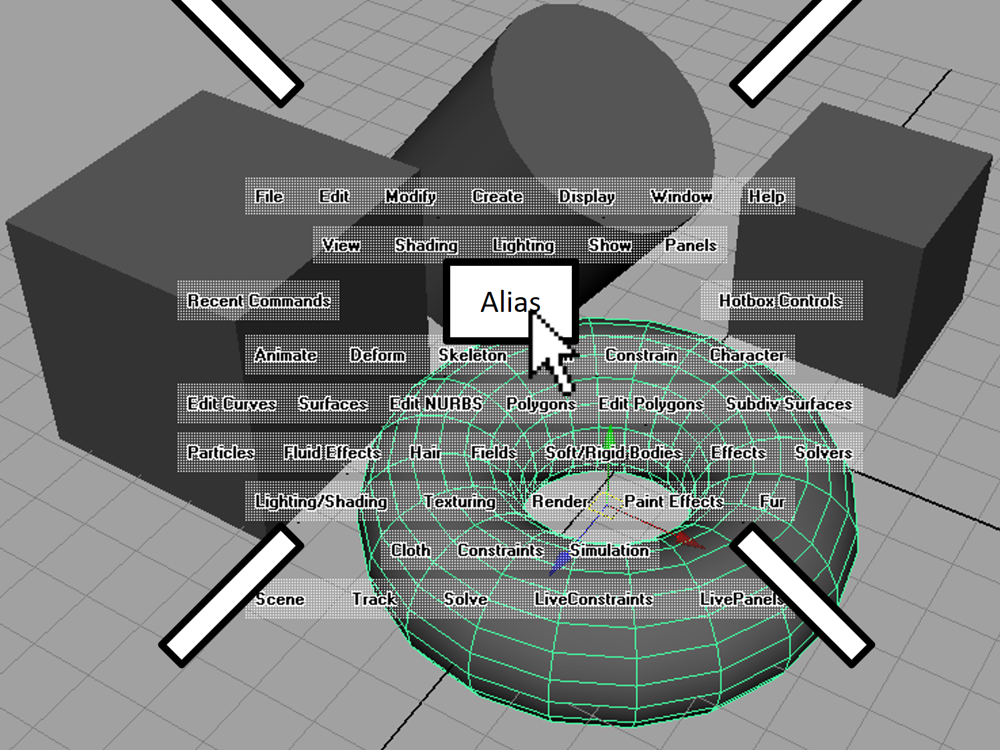 File Edit Modify Create Display Window Help
View Shading Lighting Show Panels
Recent Commands Alias Hotbox Controls
Animate Deform Skeleton Constrain Character
Edit Curves Surfaces Edit NURBS Polygons Edit Polygons Subdiv Surfaces
Particles Fluid Effects Hair Fields Soft/Rigid Bodies Effects Solvers
Lighting/Shading Texturing Render Paint Effects Fur
Cloth Constraints Simulation
Scene Track Solve LiveConstraints LivePanels